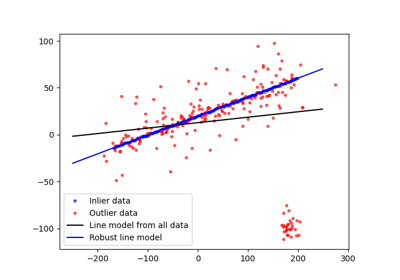 100
50
0
−50
−100
Inlier data
Outlier data
Line model from all data
Robust line model
−200 −100 0 100 200 300